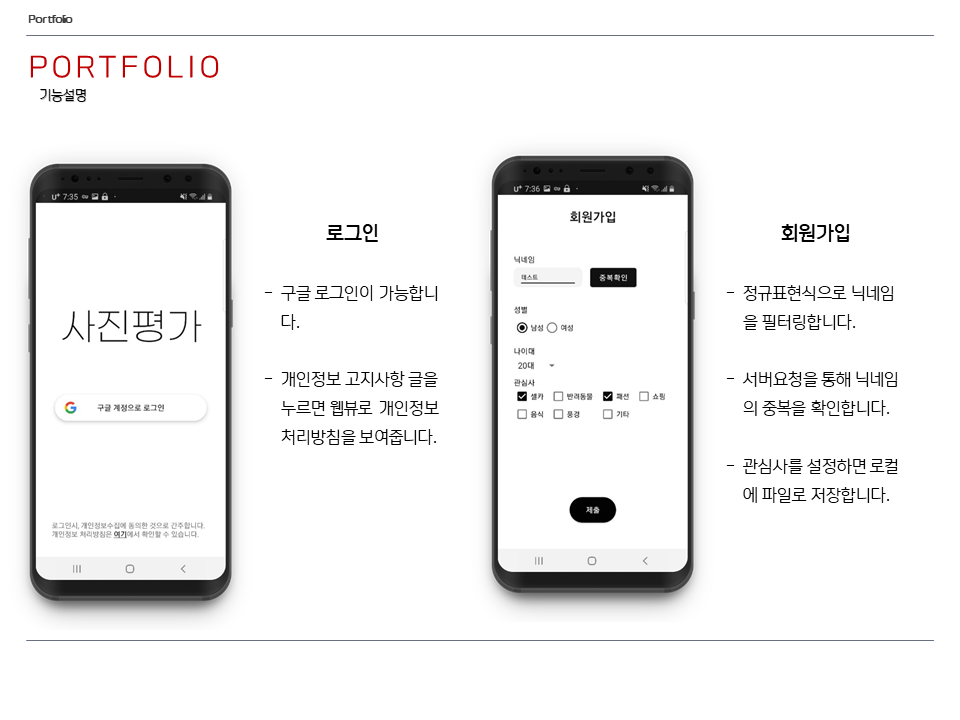 Portfolio
PORTFOLIO
기능설명
U+ 7:35
사진평가
구글 계정으로 로그인
로그인시, 개인정보수집에 동의한 것으로 간주합니다.
개인정보 처리방침은 여기에서 확인할 수 있습니다.
로그인
- 구글 로그인이 가능합니
다.
- 개인정보 고지사항 글을
누르면 웹뷰로 개인정보
처리방침을 보여줍니다.
U+ 7:36
회원가입
닉네임
테스트
중복확인
성별
남성 여성
나이대
20대
관심사
셀카 반려동물 패션 쇼핑
음식 풍경 기타
제출
회원가입
- 정규표현식으로 닉네임
을 필터링합니다.
- 서버요청을 통해 닉네임
의 중복을 확인합니다.
- 관심사를 설정하면 로컬
에 파일로 저장합니다.